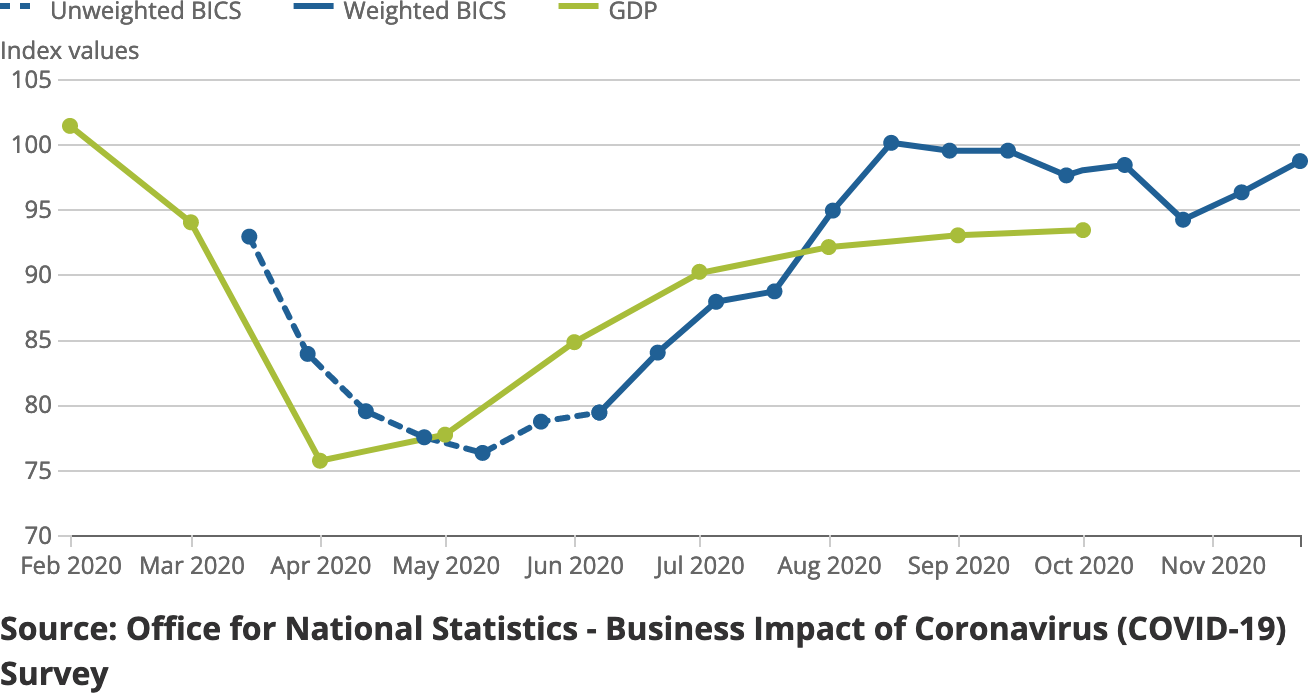 Unweighted BICS Weighted BICS GDP
Index values
105
100
95
90
85
80
75
70
Feb 2020 Mar 2020 Apr 2020 May 2020 Jun 2020 Jul 2020 Aug 2020 Sep 2020 Oct 2020 Nov 2020
Source: Office for National Statistics - Business Impact of Coronavirus (COVID-19)
Survey